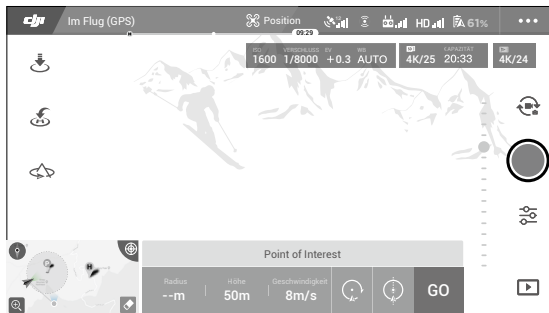 dji Im Flug (GPS) Position HD 61%
09:29
ISO VERSCHLUSS EV WB CAPAZITÄT
1600 1/8000 +0.3 AUTO 4K/25 20:33 4K/24
H
Point of Interest
Radius Höhe Geschwindigkeit
--m 50m 8m/s GO